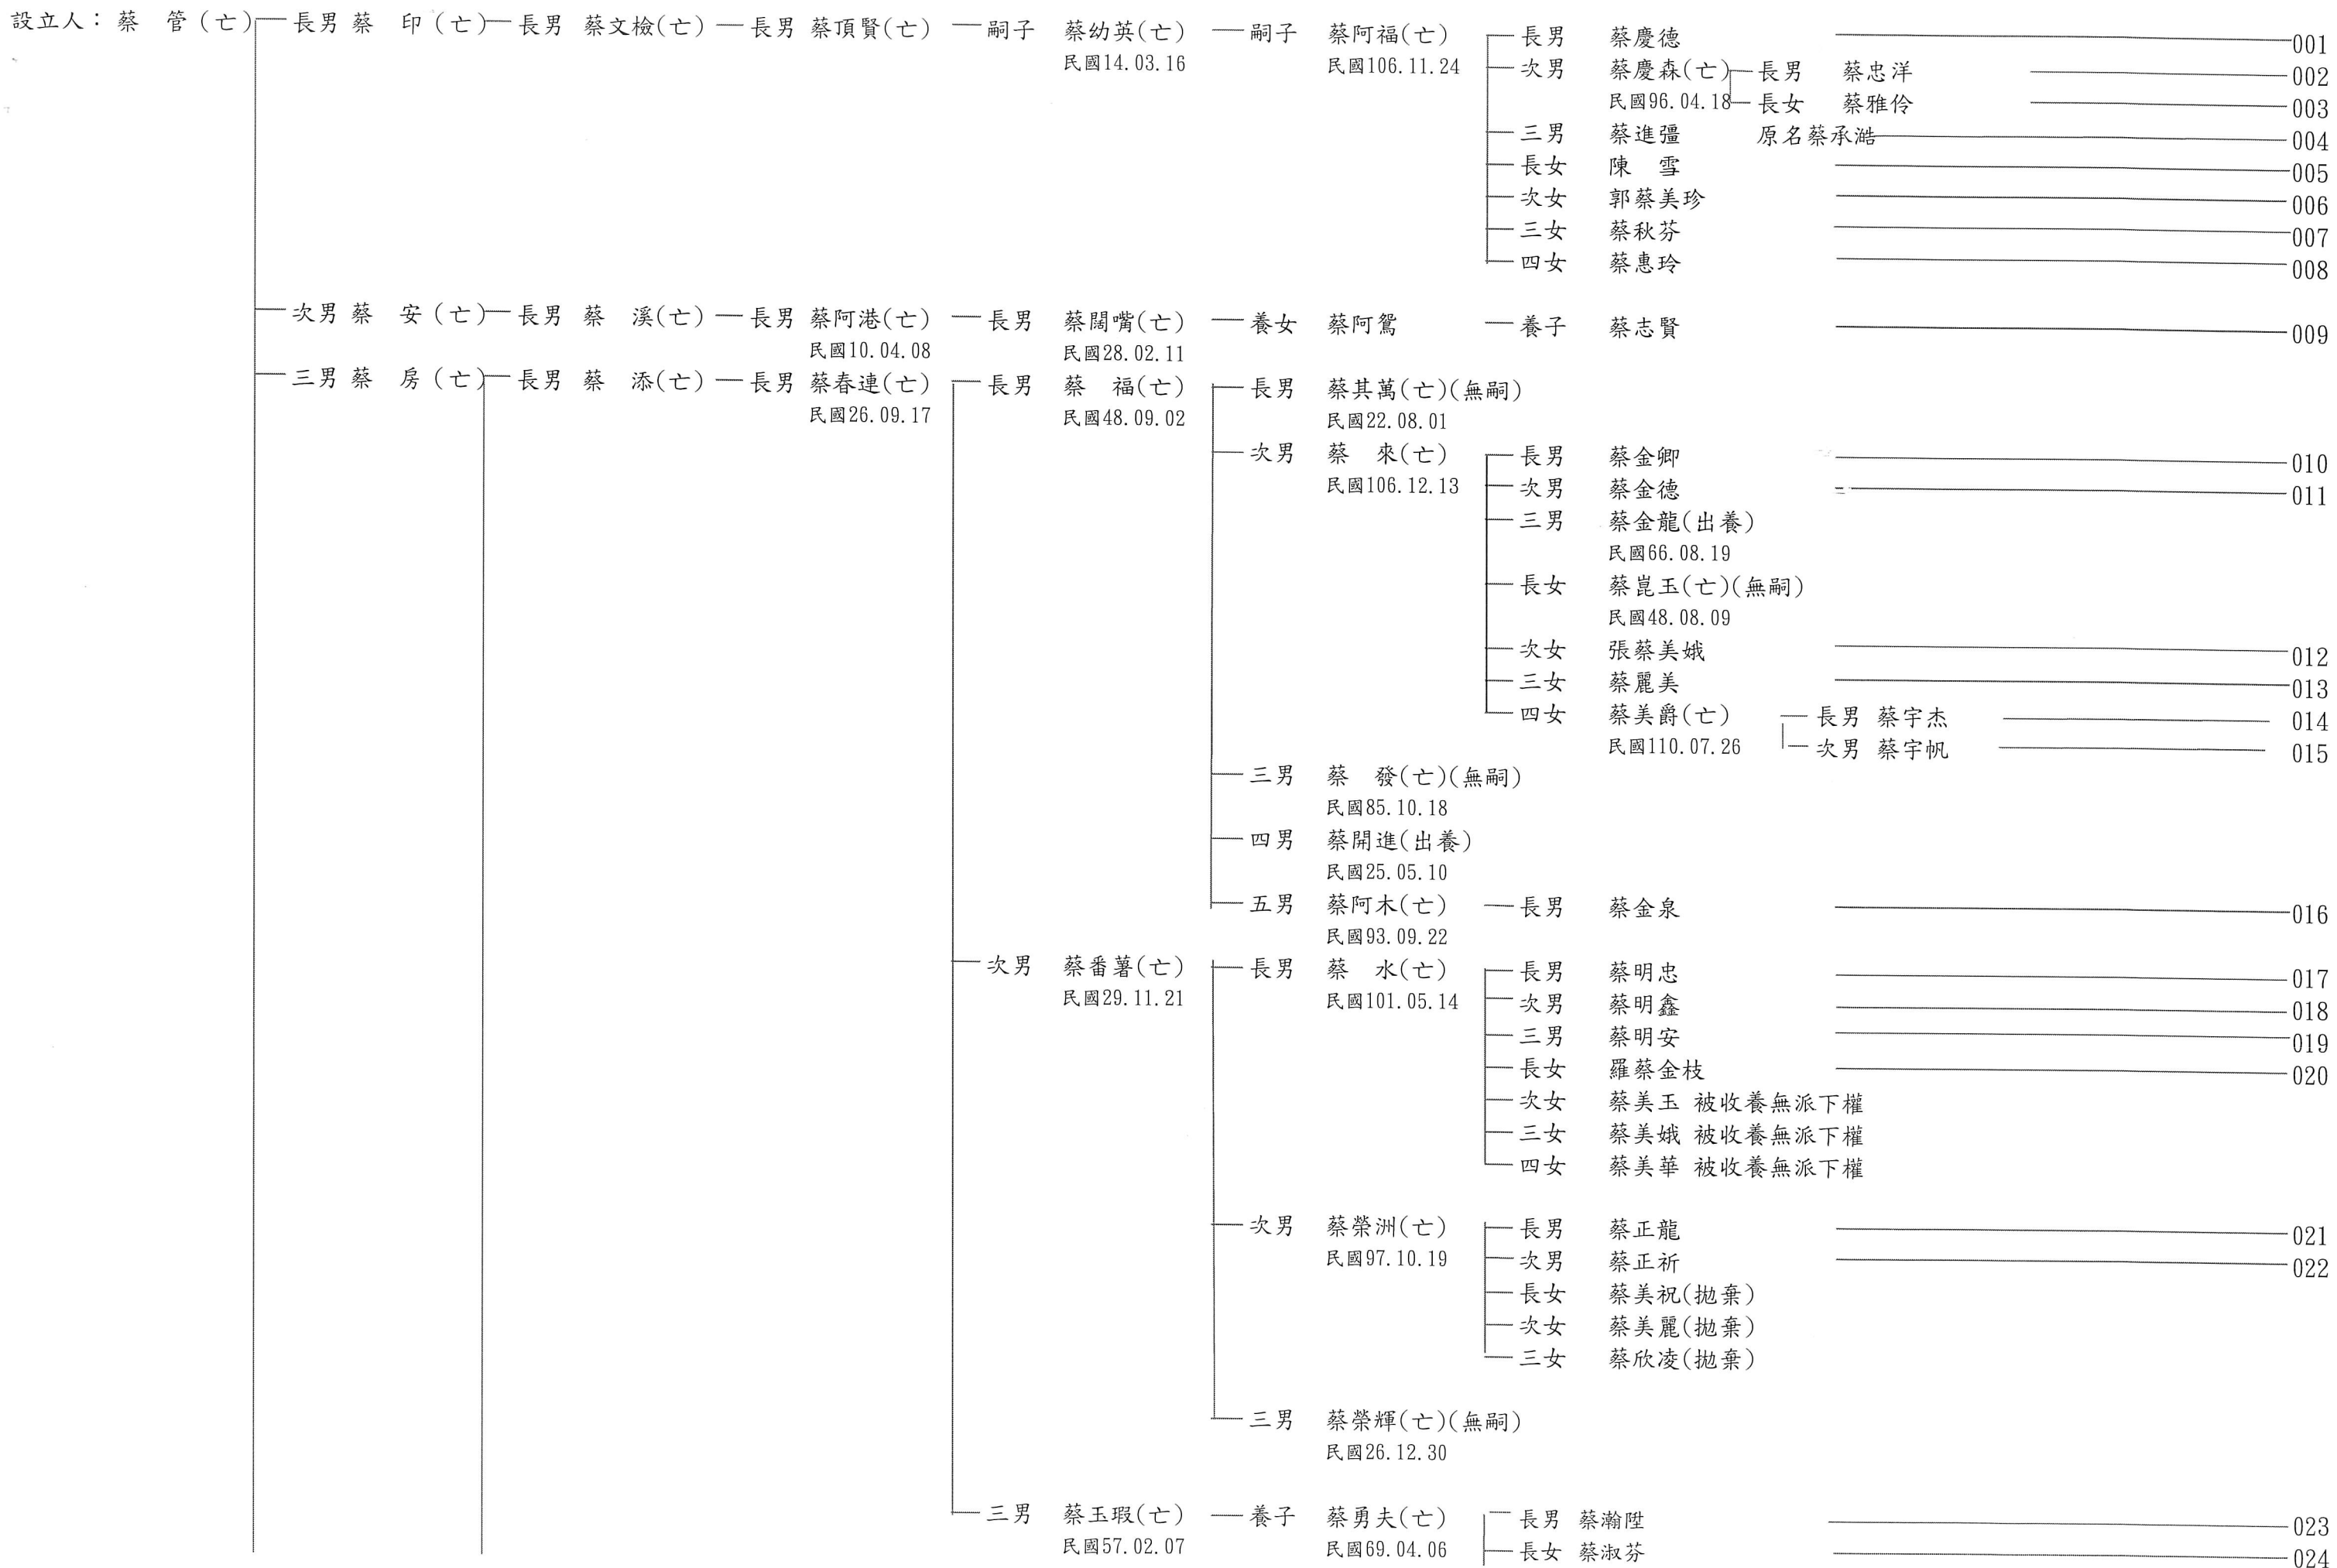 設立人：蔡　管（亡） 長男 蔡　印（亡） 長男 蔡文檢(亡) 長男 蔡頂賢(亡) 嗣子 蔡幼英(亡) 嗣子 蔡阿福(亡) 長男 蔡慶德 001
民國14.03.16 民國106.11.24 次男 蔡慶森(亡) 長男 蔡忠洋 002
民國96.04.18 長女 蔡雅伶 003
三男 蔡進彊 原名蔡承澔 004
長女 陳　雪 005
次女 郭蔡美珍 006
三女 蔡秋芬 007
四女 蔡惠玲 008
次男 蔡　安（亡） 長男 蔡　溪(亡) 長男 蔡阿港(亡) 長男 蔡闊嘴(亡) 養女 蔡阿鴛 養子 蔡志賢 009
民國10.04.08 民國28.02.11
三男 蔡　房（亡） 長男 蔡　添(亡) 長男 蔡春連(亡) 長男 蔡　福(亡) 長男 蔡其萬(亡)(無嗣)
民國26.09.17 民國48.09.02 民國22.08.01
次男 蔡　來(亡) 長男 蔡金卿 010
民國106.12.13 次男 蔡金德 011
三男 蔡金龍(出養)
民國66.08.19
長女 蔡崑玉(亡)(無嗣)
民國48.08.09
次女 張蔡美娥 012
三女 蔡麗美 013
四女 蔡美爵(亡) 長男 蔡宇杰 014
民國110.07.26 次男 蔡宇帆 015
三男 蔡　發(亡)(無嗣)
民國85.10.18
四男 蔡開進(出養)
民國25.05.10
五男 蔡阿木(亡) 長男 蔡金泉 016
民國93.09.22
次男 蔡番薯(亡) 長男 蔡　水(亡) 長男 蔡明忠 017
民國29.11.21 民國101.05.14 次男 蔡明鑫 018
三男 蔡明安 019
長女 羅蔡金枝 020
次女 蔡美玉 被收養無派下權
三女 蔡美娥 被收養無派下權
四女 蔡美華 被收養無派下權
次男 蔡榮洲(亡) 長男 蔡正龍 021
民國97.10.19 次男 蔡正祈 022
長女 蔡美祝(拋棄)
次女 蔡美麗(拋棄)
三女 蔡欣凌(拋棄)
三男 蔡榮輝(亡)(無嗣)
民國26.12.30
三男 蔡玉瑕(亡) 養子 蔡勇夫(亡) 長男 蔡瀚陞 023
民國57.02.07 民國69.04.06 長女 蔡淑芬 024